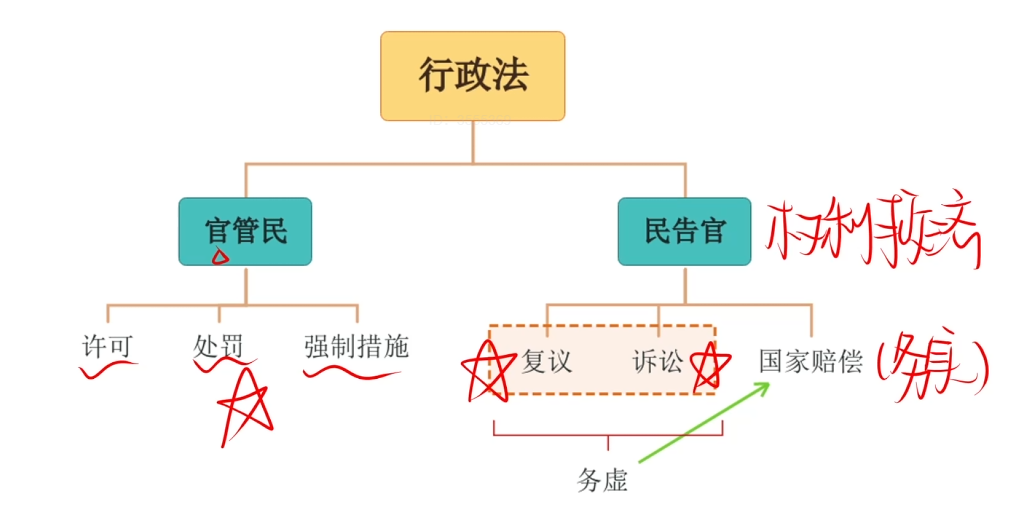 行政法
官管民
民告官
权利救济
许可
处罚
强制措施
复议
诉讼
国家赔偿
(务实)
务虚